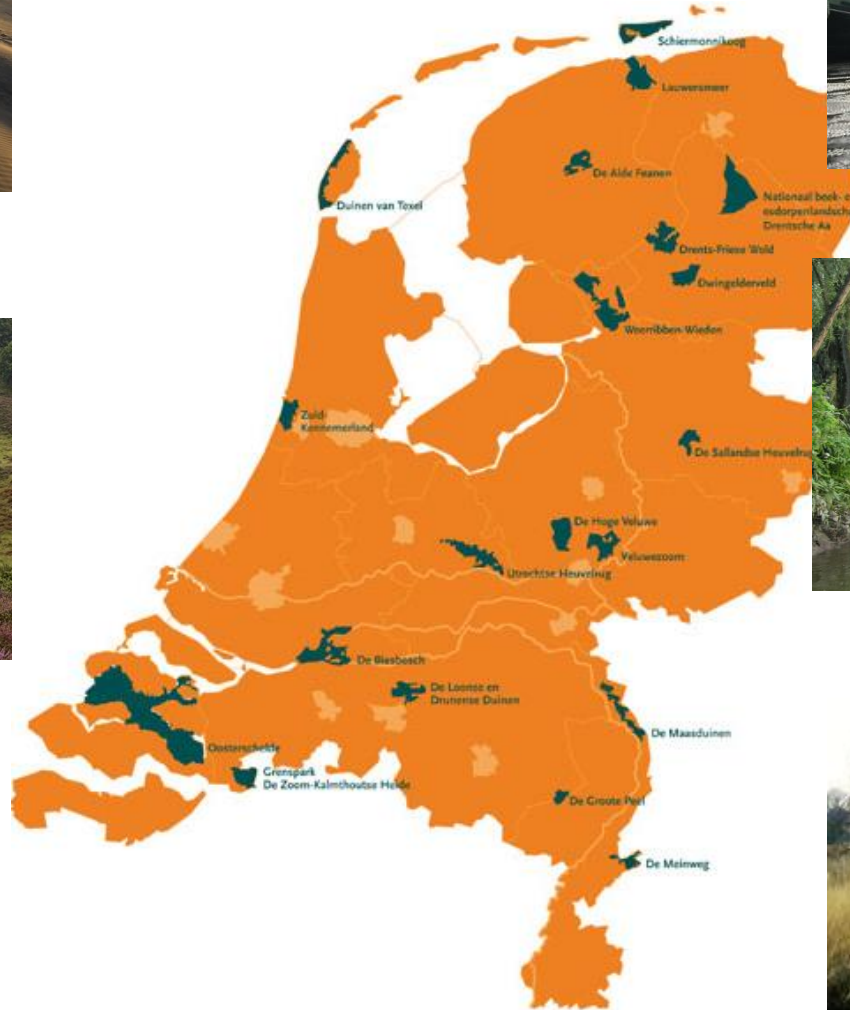 Schiermonnikoog
Lauwersmeer
De Alde Feanen
Nationaal beek- e
esdorpenlandscha
Drentsche Aa
Duinen van Texel
Drents-Friese Wold
Dwingelderveld
Weerribben-Wieden
Zuid-
Kennemerland
De Sallandse Heuvelrug
De Hoge Veluwe
Veluwezoom
Utrechtse Heuvelrug
De Biesbosch
De Loonse en
Drunense Duinen
De Maasduinen
Oosterschelde
Grenspark
De Zoom-Kalmthoutse Heide
De Groote Peel
De Meinweg